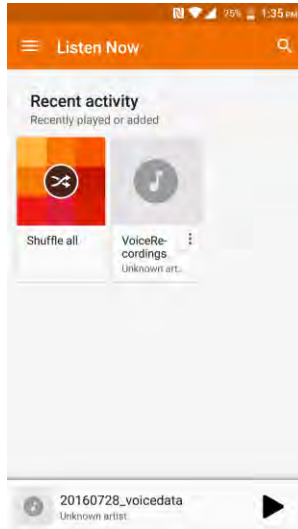 75% 1:35 PM
Listen Now
Recent activity
Recently played or added
Shuffle all
VoiceRe-
cordings
Unknown art..
20160728_voicedata
Unknown artist